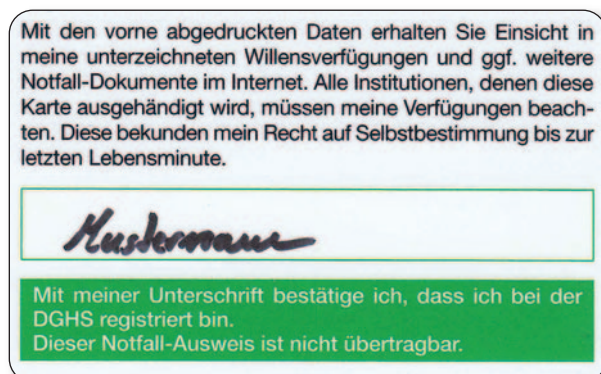 Mit den vorne abgedruckten Daten erhalten Sie Einsicht in
meine unterzeichneten Willensverfügungen und ggf. weitere
Notfall-Dokumente im Internet. Alle Institutionen, denen diese
Karte ausgehändigt wird, müssen meine Verfügungen beach-
ten. Diese bekunden mein Recht auf Selbstbestimmung bis zur
letzten Lebensminute.
Mustermann
Mit meiner Unterschrift bestätige ich, dass ich bei der
DGHS registriert bin.
Dieser Notfall-Ausweis ist nicht übertragbar.